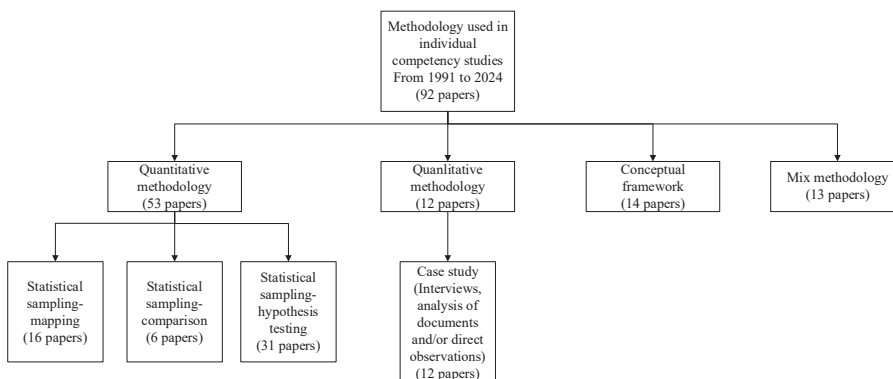 Methodology used in
individual
competency studies
From 1991 to 2024
(92 papers)
Quantitative
methodology
(53 papers)
Quanlitative
methodology
(12 papers)
Conceptual
framework
(14 papers)
Mix methodology
(13 papers)
Statistical
sampling-
mapping
(16 papers)
Statistical
sampling-
comparison
(6 papers)
Statistical
sampling-
hypothesis
testing
(31 papers)
Case study
(Interviews,
analysis of
documents
and/or direct
observations)
(12 papers)